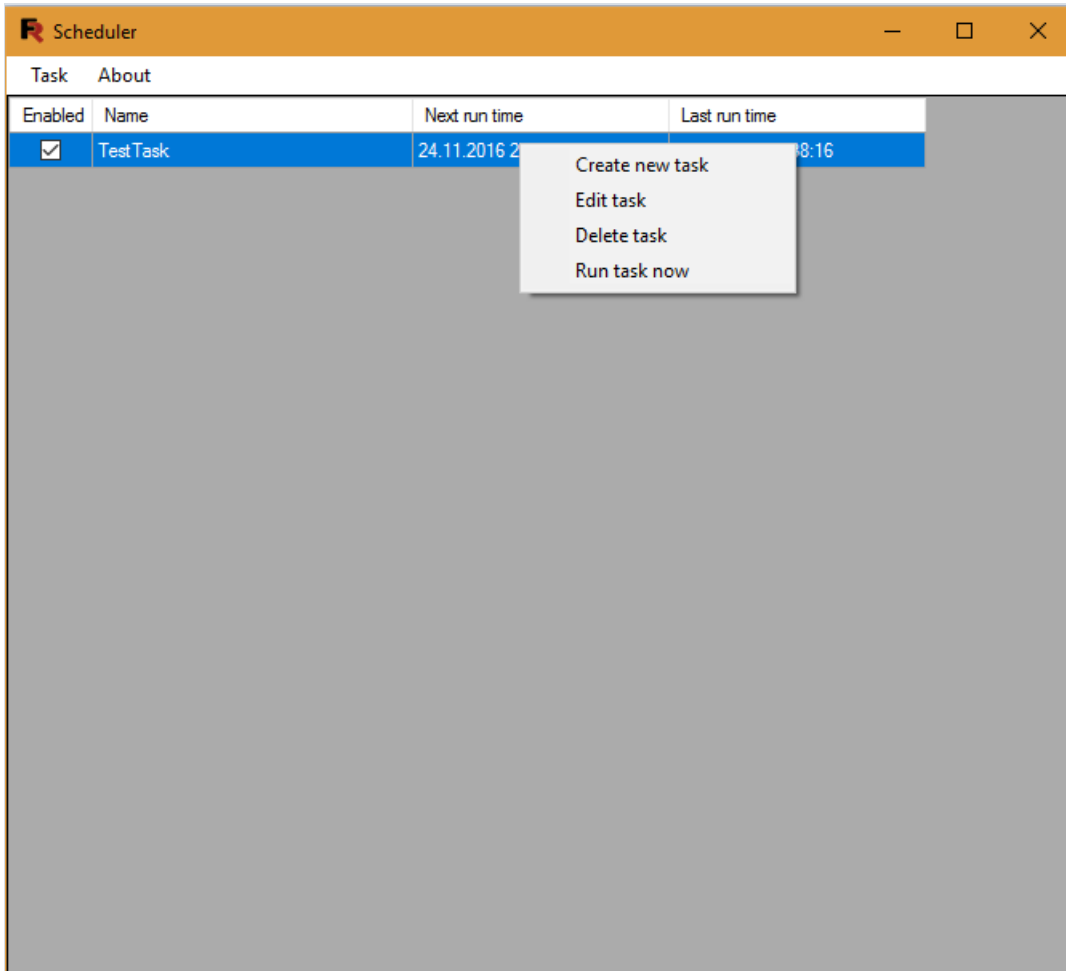 Scheduler
Task About
Enabled Name Next run time Last run time
TestTask 24.11.2016 8:16
Create new task
Edit task
Delete task
Run task now